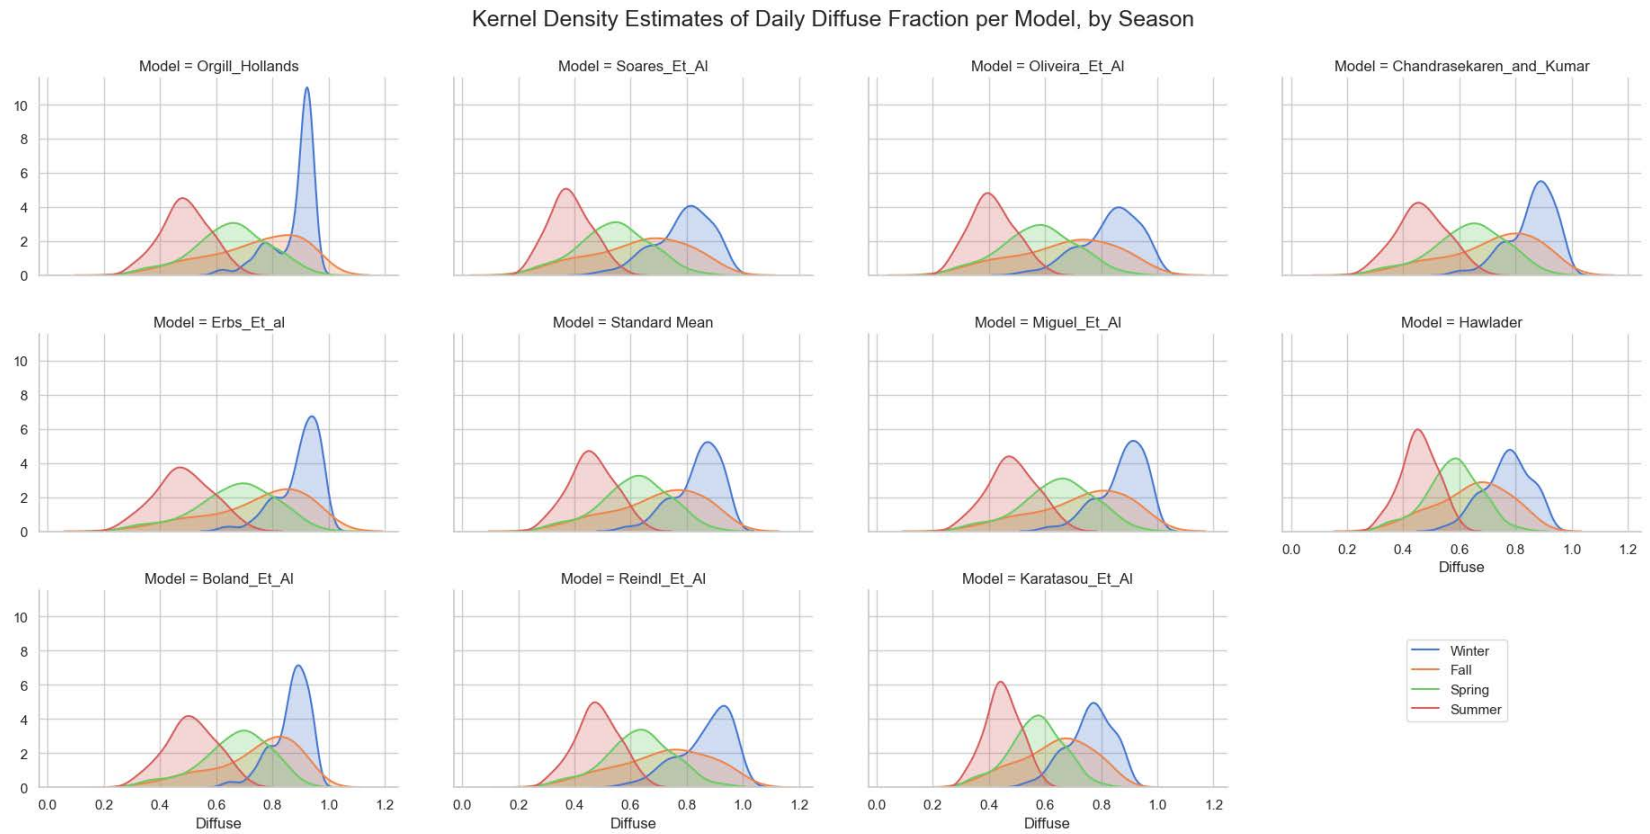 Kernel Density Estimates of Daily Diffuse Fraction per Model, by Season
Model = Orgill_Hollands
Model = Soares_Et_Al
Model = Oliveira_Et_Al
Model = Chandrasekaren_and_Kumar
10
8
6
4
2
0
Model = Erbs_Et_al
Model = Standard Mean
Model = Miguel_Et_Al
Model = Hawlader
10
8
6
4
2
0
0.0 0.2 0.4 0.6 0.8 1.0 1.2
Diffuse
Model = Boland_Et_Al
Model = Reindl_Et_Al
Model = Karatasou_Et_Al
10
8
6
4
2
0
0.0 0.2 0.4 0.6 0.8 1.0 1.2
Diffuse
0.0 0.2 0.4 0.6 0.8 1.0 1.2
Diffuse
0.0 0.2 0.4 0.6 0.8 1.0 1.2
Diffuse
Winter
Fall
Spring
Summer